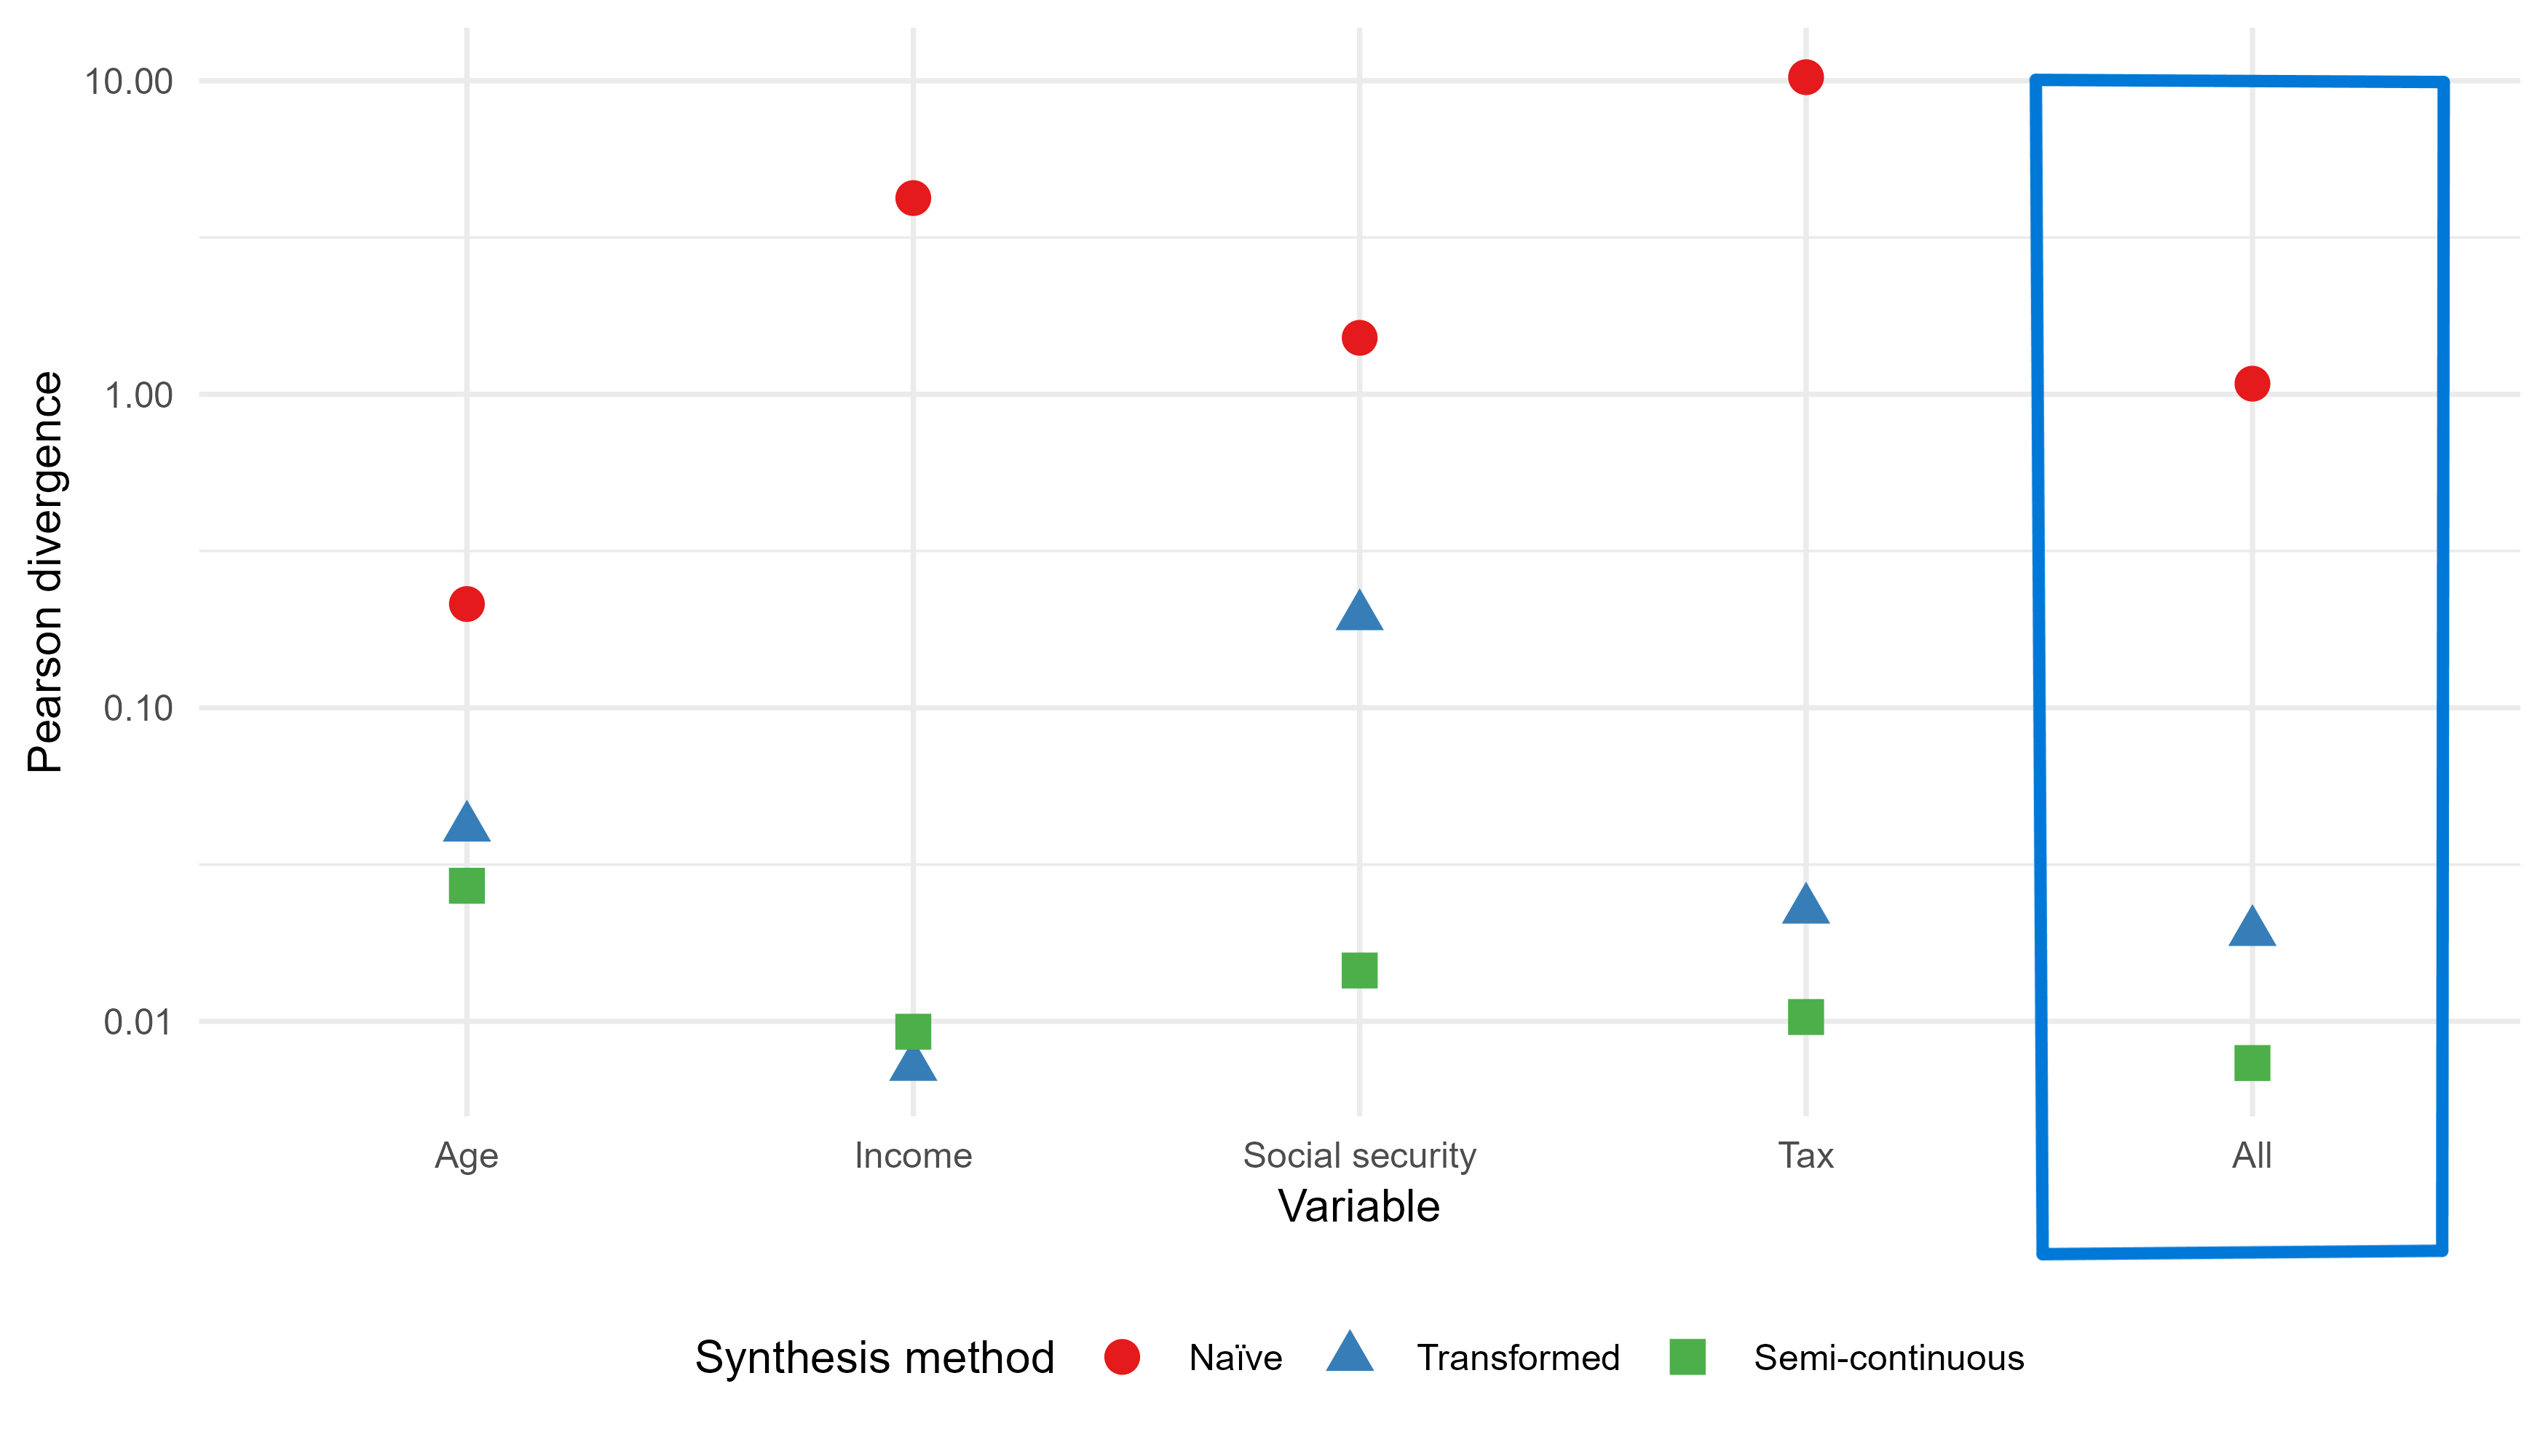 10.00
1.00
0.10
0.01
Pearson divergence
Age Income Social security Tax All
Variable
Synthesis method Naïve Transformed Semi-continuous